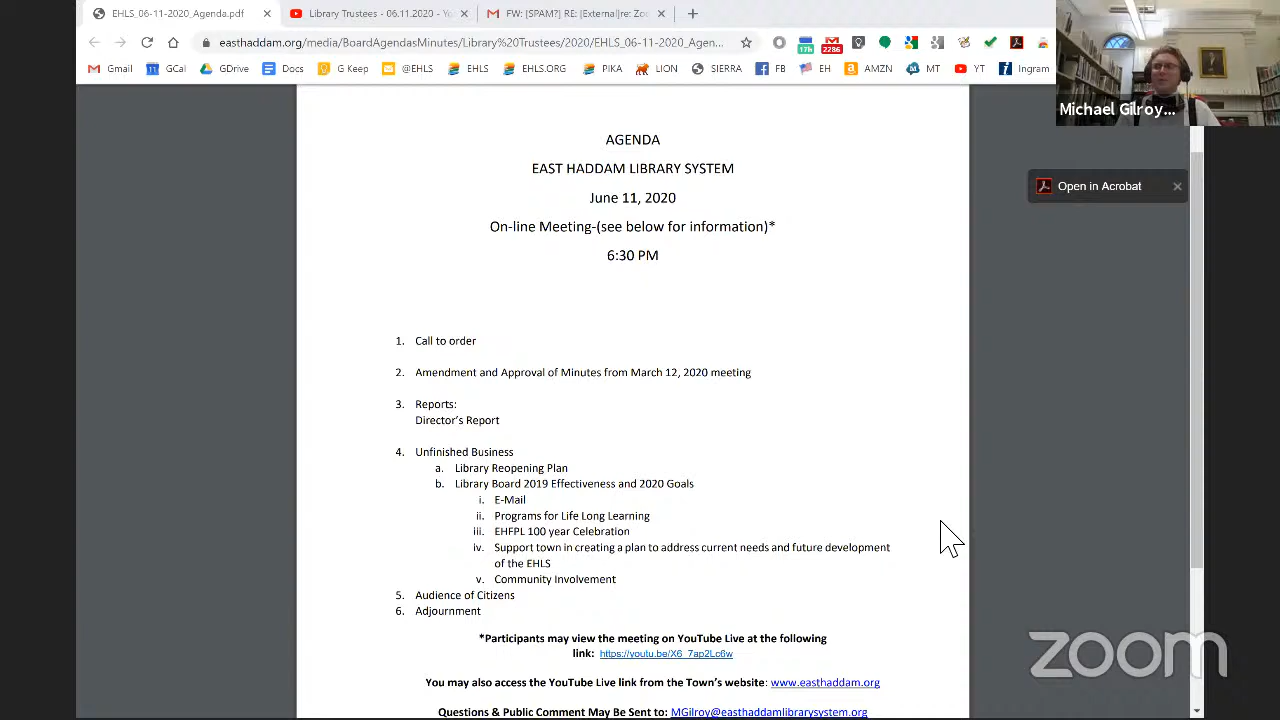 EHLS_06-11-2020_Agenda.pdf
Library Trustees - 06.11.2020 - Yo
FW: [SPAM?] RE: [External]re: Zo
easthaddam.org/media/Boards/AgendasMinutes/Library%20Trustees/2020/EHLS_06-11-2020_Agen...
17h
2286
Gmail
GCal
GDrive
Docs
G Keep
@EHLS
EHLS
EHLS.ORG
PIKA
LION
SIERRA
FB
EH
AMZN
MT
YT
Ingram
Michael Gilroy...
Open in Acrobat
AGENDA
EAST HADDAM LIBRARY SYSTEM
June 11, 2020
On-line Meeting-(see below for information)*
6:30 PM
1. Call to order
2. Amendment and Approval of Minutes from March 12, 2020 meeting
3. Reports:
Director's Report
4. Unfinished Business
a. Library Reopening Plan
b. Library Board 2019 Effectiveness and 2020 Goals
i. E-Mail
ii. Programs for Life Long Learning
iii. EHFPL 100 year Celebration
iv. Support town in creating a plan to address current needs and future development
of the EHLS
v. Community Involvement
5. Audience of Citizens
6. Adjournment
*Participants may view the meeting on YouTube Live at the following
link: https://youtu.be/X6_7ap2Lc6w
You may also access the YouTube Live link from the Town's website: www.easthaddam.org
Questions & Public Comment May Be Sent to: MGilroy@easthaddamlibrarysystem.org
zoom